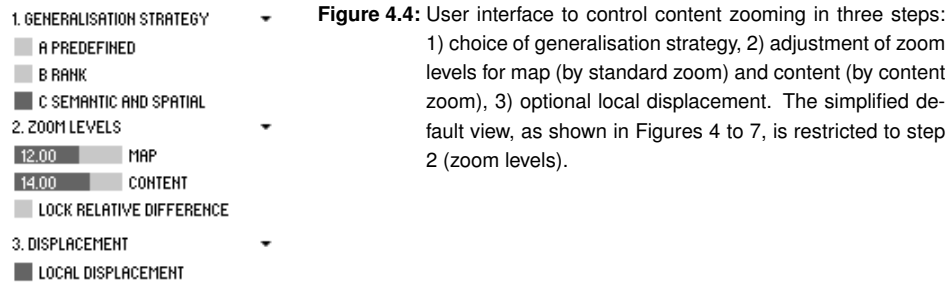 1. GENERALISATION STRATEGY
A PREDEFINED
B RANK
C SEMANTIC AND SPATIAL
2. ZOOM LEVELS
12.00 MAP
14.00 CONTENT
LOCK RELATIVE DIFFERENCE
3. DISPLACEMENT
LOCAL DISPLACEMENT
Figure 4.4: User interface to control content zooming in three steps:
1) choice of generalisation strategy, 2) adjustment of zoom
levels for map (by standard zoom) and content (by content
zoom), 3) optional local displacement. The simplified de-
fault view, as shown in Figures 4 to 7, is restricted to step
2 (zoom levels).